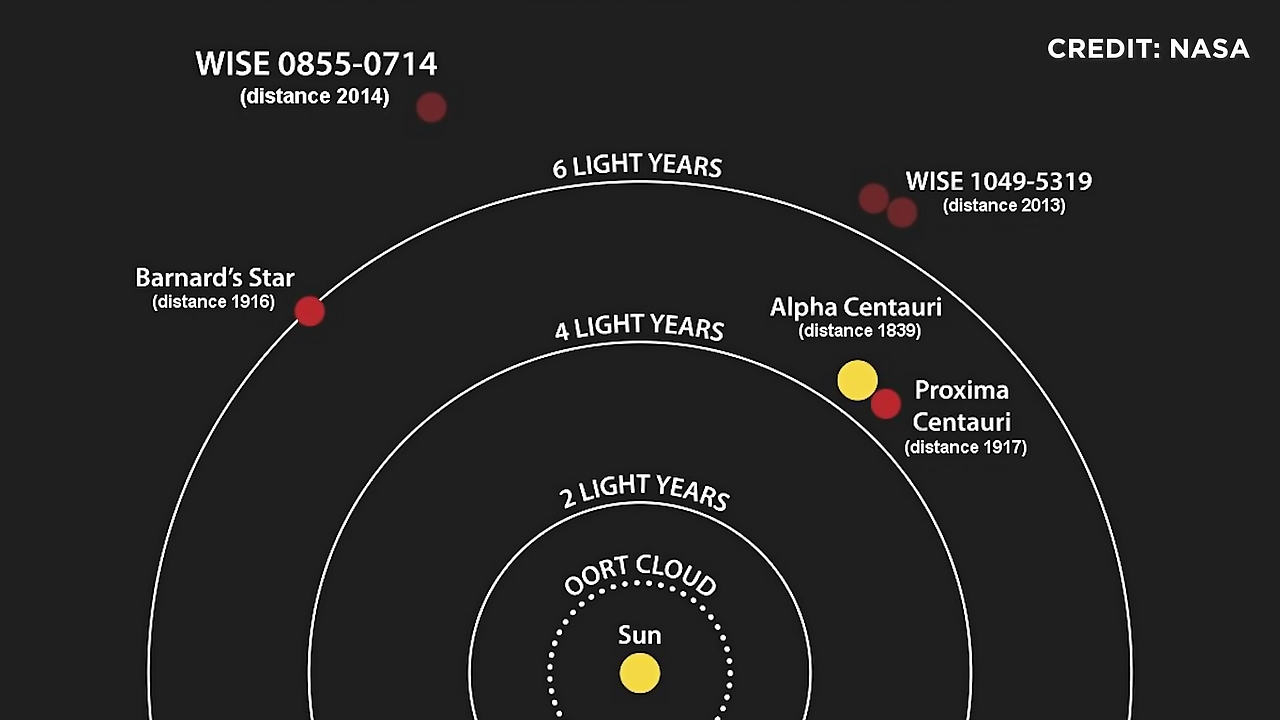 CREDIT: NASA
WISE 0855-0714
(distance 2014)
6 LIGHT YEARS
WISE 1049-5319
(distance 2013)
Barnard’s Star
(distance 1916)
Alpha Centauri
(distance 1839)
4 LIGHT YEARS
Proxima
Centauri
(distance 1917)
2 LIGHT YEARS
OORT CLOUD
Sun